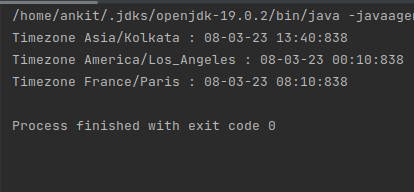 /home/ankit/.jdks/openjdk-19.0.2/bin/java -javaagen
Timezone Asia/Kolkata : 08-03-23 13:40:838
Timezone America/Los_Angeles : 08-03-23 00:10:838
Timezone France/Paris : 08-03-23 08:10:838
Process finished with exit code 0